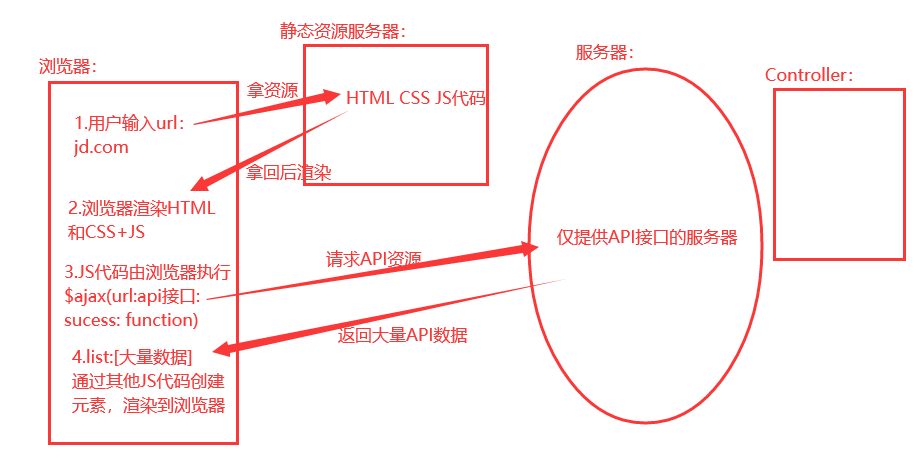 静态资源服务器：
服务器：
浏览器：
Controller：
拿资源
HTML CSS JS代码
1.用户输入url：
jd.com
拿回后渲染
2.浏览器渲染HTML
和CSS+JS
仅提供API接口的服务器
请求API资源
3.JS代码由浏览器执行
$ajax(url:api接口:
sucess: function)
返回大量API数据
4.list:[大量数据]
通过其他JS代码创建
元素，渲染到浏览器